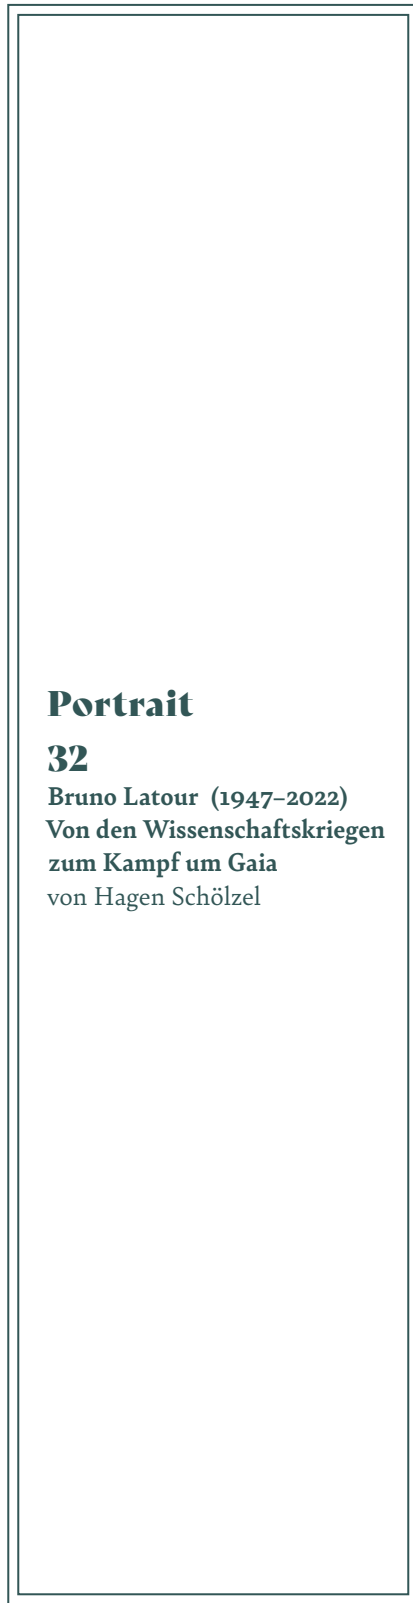 Portrait
32
Bruno Latour (1947–2022)
Von den Wissenschaftskriegen
zum Kampf um Gaia
von Hagen Schölzel